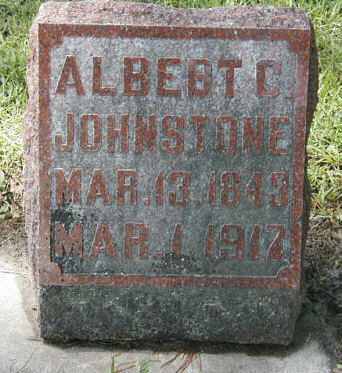 ALBERT C.
JOHNSTONE
MAR. 13. 1843
MAR. 1. 1917